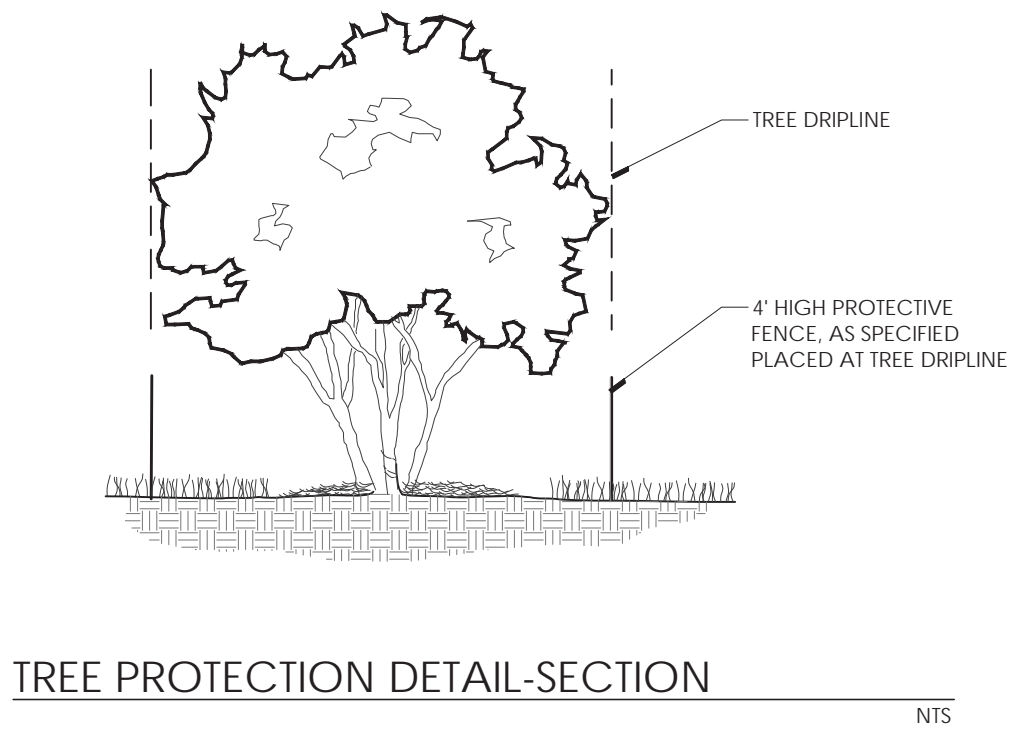 TREE DRIPLINE
4' HIGH PROTECTIVE
FENCE, AS SPECIFIED
PLACED AT TREE DRIPLINE
TREE PROTECTION DETAIL-SECTION
NTS